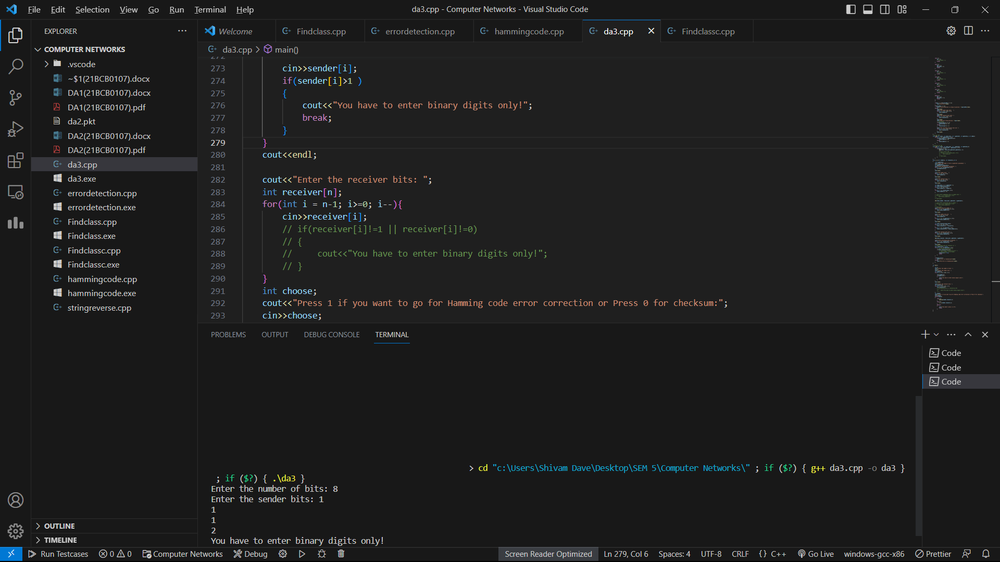 File Edit Selection View Go Run Terminal Help
da3.cpp - Computer Networks - Visual Studio Code
EXPLORER
COMPUTER NETWORKS
.vscode
~$1(21BCB0107).docx
DA1(21BCB0107).docx
DA1(21BCB0107).pdf
da2.pkt
DA2(21BCB0107).docx
DA2(21BCB0107).pdf
da3.cpp
da3.exe
errordetection.cpp
errordetection.exe
Findclass.cpp
Findclass.exe
Findclassc.cpp
Findclassc.exe
hammingcode.cpp
hammingcode.exe
stringreverse.cpp
OUTLINE
TIMELINE
Welcome Findclass.cpp errordetection.cpp hammingcode.cpp da3.cpp Findclassc.cpp
da3.cpp > main()
272
273 cin>>sender[i];
274 if(sender[i]>1 )
275 {
276 cout<<"You have to enter binary digits only!";
277 break;
278 }
279 }
280 cout<<endl;
281
282 cout<<"Enter the receiver bits: ";
283 int receiver[n];
284 for(int i = n-1; i>=0; i--){
285 cin>>receiver[i];
286 // if(receiver[i]!=1 || receiver[i]!=0)
287 // {
288 //     cout<<"You have to enter binary digits only!";
289 // }
290 }
291 int choose;
292 cout<<"Press 1 if you want to go for Hamming code error correction or Press 0 for checksum:";
293 cin>>choose;
PROBLEMS OUTPUT DEBUG CONSOLE TERMINAL
Code
Code
Code
> cd "c:\Users\Shivam Dave\Desktop\SEM 5\Computer Networks\" ; if ($?) { g++ da3.cpp -o da3 }
; if ($?) { .\da3 }
Enter the number of bits: 8
Enter the sender bits: 1
1
1
2
You have to enter binary digits only!
Run Testcases 0 0 Computer Networks Debug
Screen Reader Optimized Ln 279, Col 6 Spaces: 4 UTF-8 CRLF {} C++ Go Live windows-gcc-x86 Prettier